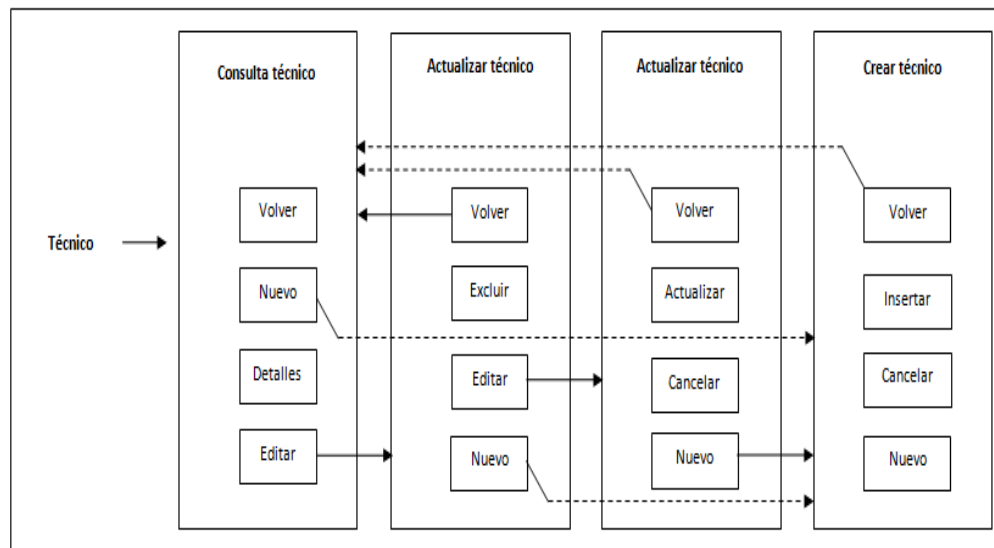 Técnico
Consulta técnico
Volver
Nuevo
Detalles
Editar
Actualizar técnico
Volver
Excluir
Editar
Nuevo
Actualizar técnico
Volver
Actualizar
Cancelar
Nuevo
Crear técnico
Volver
Insertar
Cancelar
Nuevo